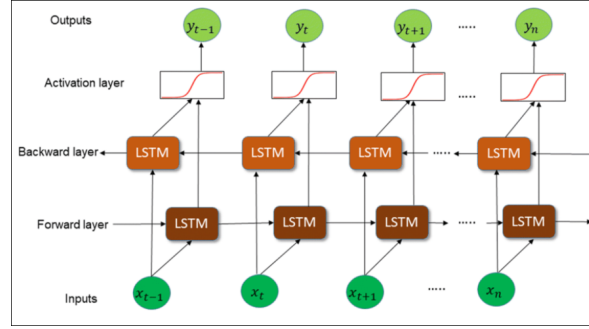 Outputs y_{t-1} y_t y_{t+1} ..... y_n
Activation layer .....
Backward layer LSTM LSTM LSTM ..... LSTM
Forward layer LSTM LSTM LSTM ..... LSTM
Inputs x_{t-1} x_t x_{t+1} ..... x_n